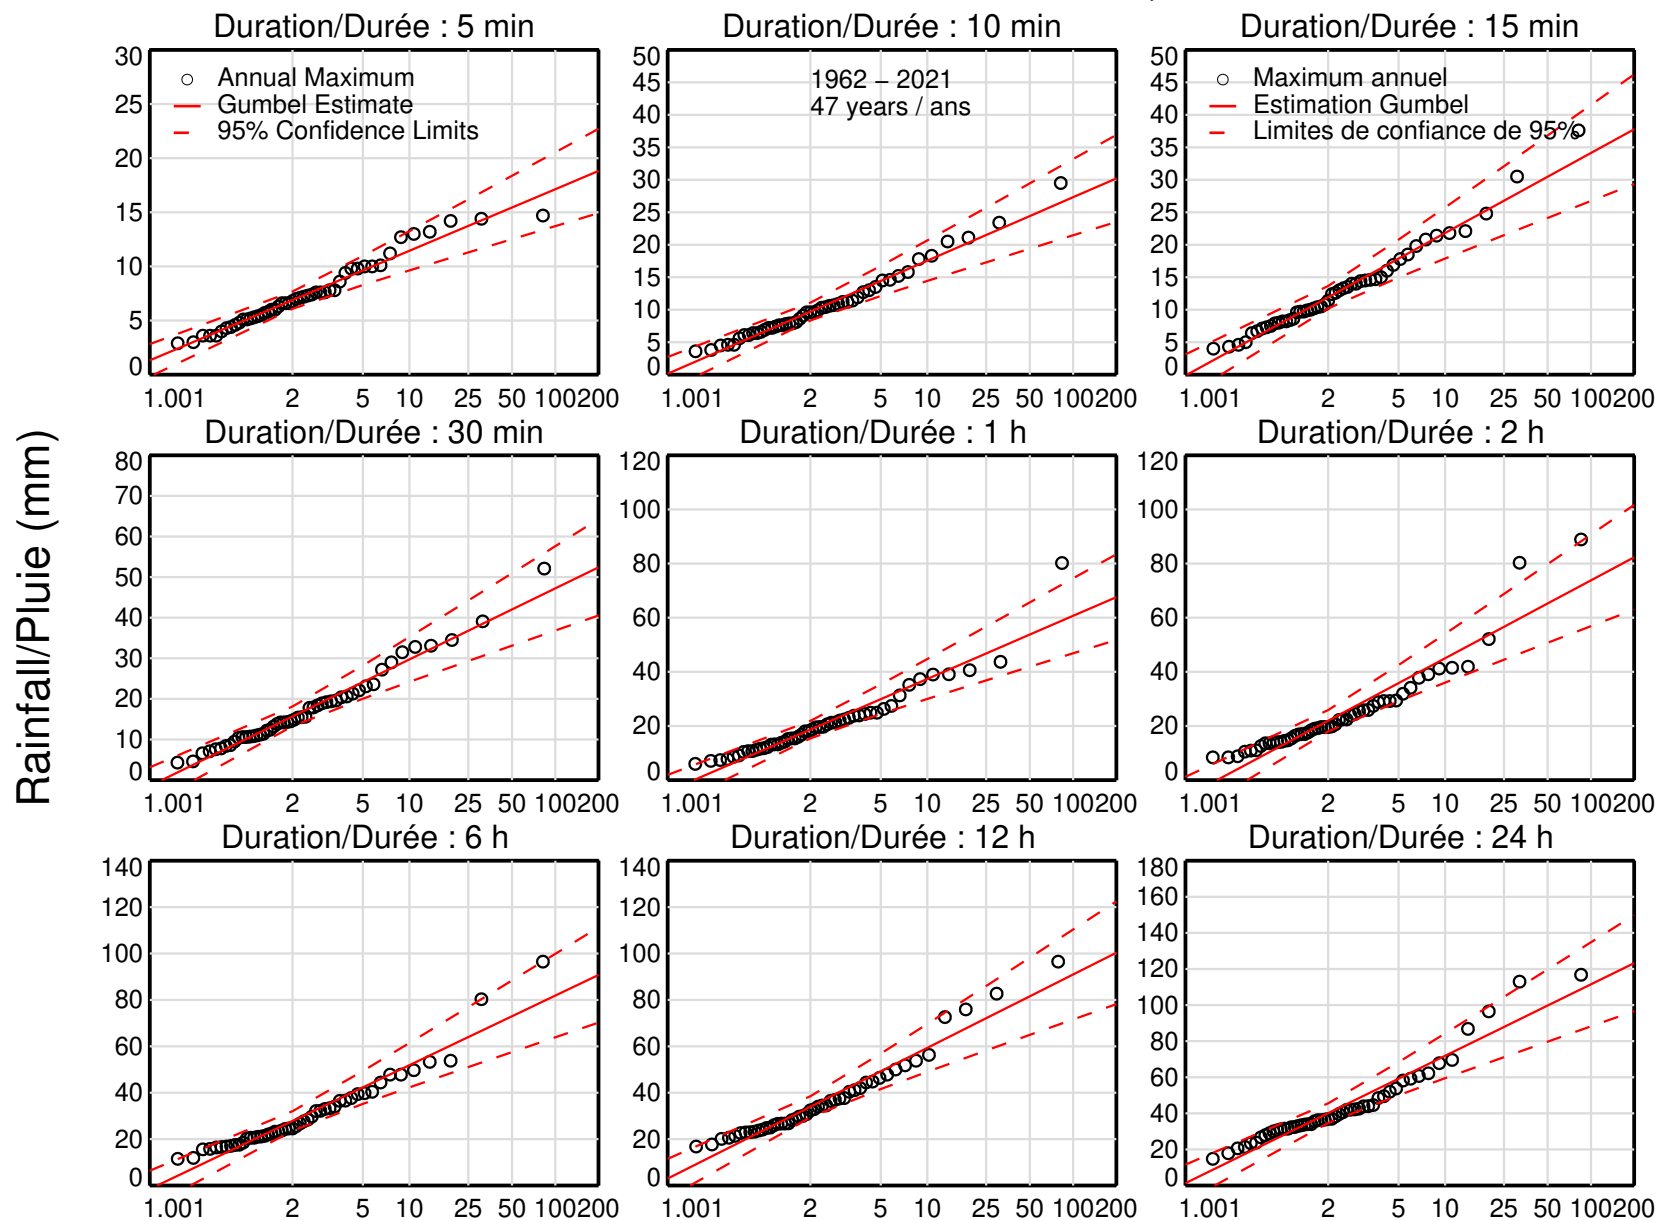 Duration/Durée : 5 min
Duration/Durée : 10 min
Duration/Durée : 15 min
30
25
20
15
10
5
0
Annual Maximum
Gumbel Estimate
95% Confidence Limits
1.001 2 5 10 25 50 100 200
50
45
40
35
30
25
20
15
10
5
0
1962 – 2021
47 years / ans
1.001 2 5 10 25 50 100 200
50
45
40
35
30
25
20
15
10
5
0
Maximum annuel
Estimation Gumbel
Limites de confiance de 95%
1.001 2 5 10 25 50 100 200
Rainfall/Pluie (mm)
Duration/Durée : 30 min
Duration/Durée : 1 h
Duration/Durée : 2 h
80
70
60
50
40
30
20
10
0
1.001 2 5 10 25 50 100 200
120
100
80
60
40
20
0
1.001 2 5 10 25 50 100 200
120
100
80
60
40
20
0
1.001 2 5 10 25 50 100 200
Duration/Durée : 6 h
Duration/Durée : 12 h
Duration/Durée : 24 h
140
120
100
80
60
40
20
0
1.001 2 5 10 25 50 100 200
140
120
100
80
60
40
20
0
1.001 2 5 10 25 50 100 200
180
160
140
120
100
80
60
40
20
0
1.001 2 5 10 25 50 100 200